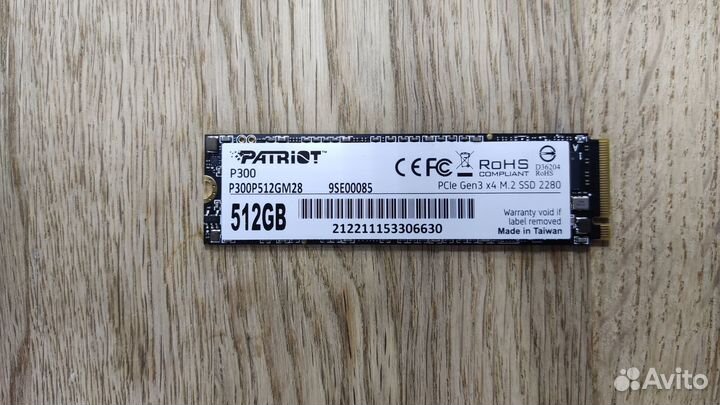 PATRIOT™
P300
P300P512GM28 9SE00085
512GB
212211153306630
CE FC RoHS
COMPLIANT
D36204
RoHS
PCIe Gen3 x4 M.2 SSD 2280
Warranty void if
label removed
Made in Taiwan
Avito